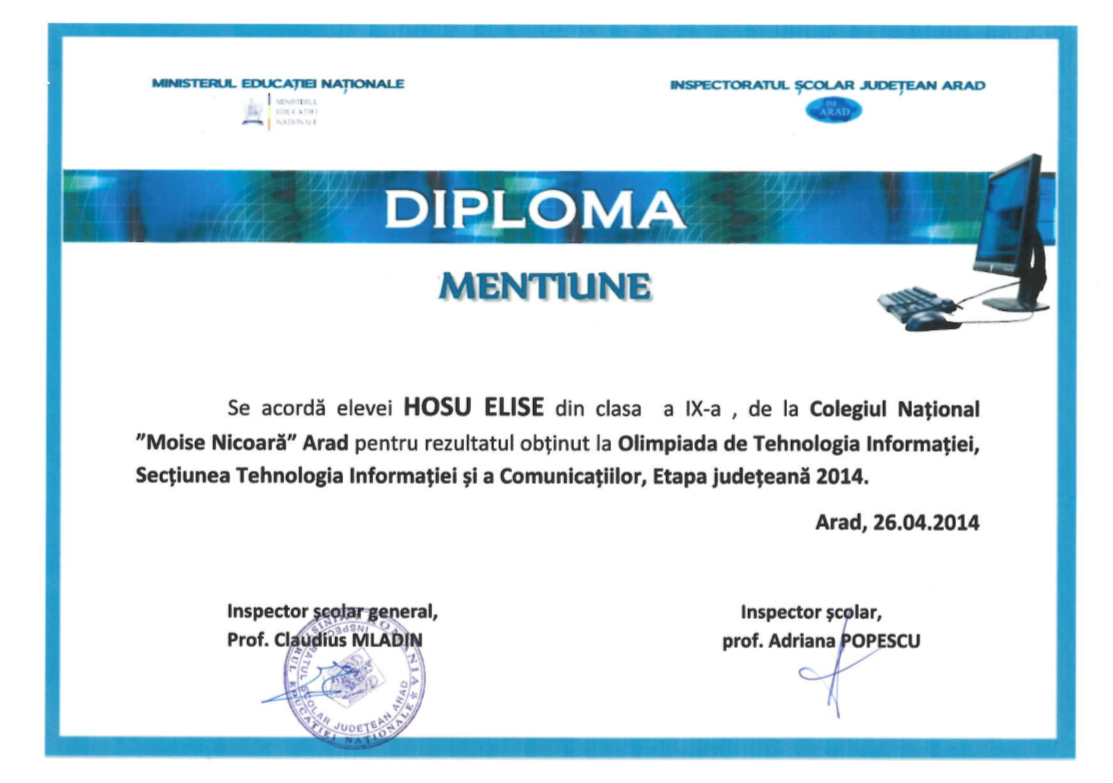 MINISTERUL EDUCAȚIEI NAȚIONALE
INSPECTORATUL ȘCOLAR JUDEȚEAN ARAD
MINISTERUL
EDUCAȚIEI
NAȚIONALE
ISJ
ARAD
DIPLOMA
MENTIUNE
Se acordă elevei HOSU ELISE din clasa a IX-a , de la Colegiul Național
”Moise Nicoară” Arad pentru rezultatul obținut la Olimpiada de Tehnologia Informației,
Secțiunea Tehnologia Informației și a Comunicațiilor, Etapa județeană 2014.
Arad, 26.04.2014
Inspector școlar general,
Prof. Claudius MLADIN
Inspector școlar,
prof. Adriana POPESCU
ROMANIA
MINISTERUL EDUCAȚIEI NAȚIONALE
INSPECTORATUL ȘCOLAR JUDEȚEAN ARAD